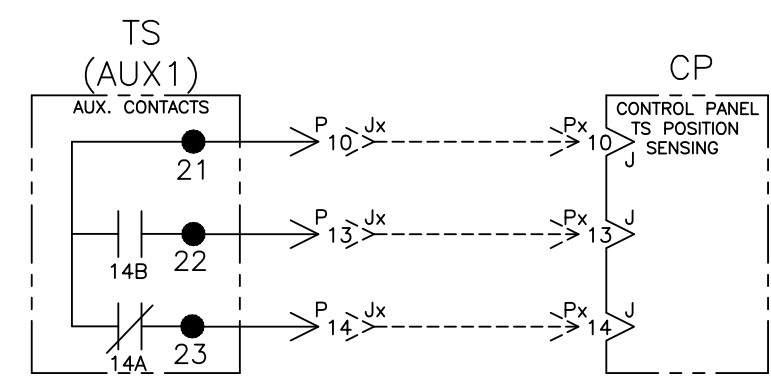 TS
(AUX1)
AUX. CONTACTS
CP
CONTROL PANEL
TS POSITION
SENSING
21
P
10
Jx
Px
10
J
14B
22
P
13
Jx
Px
13
J
14A
23
P
14
Jx
Px
14
J